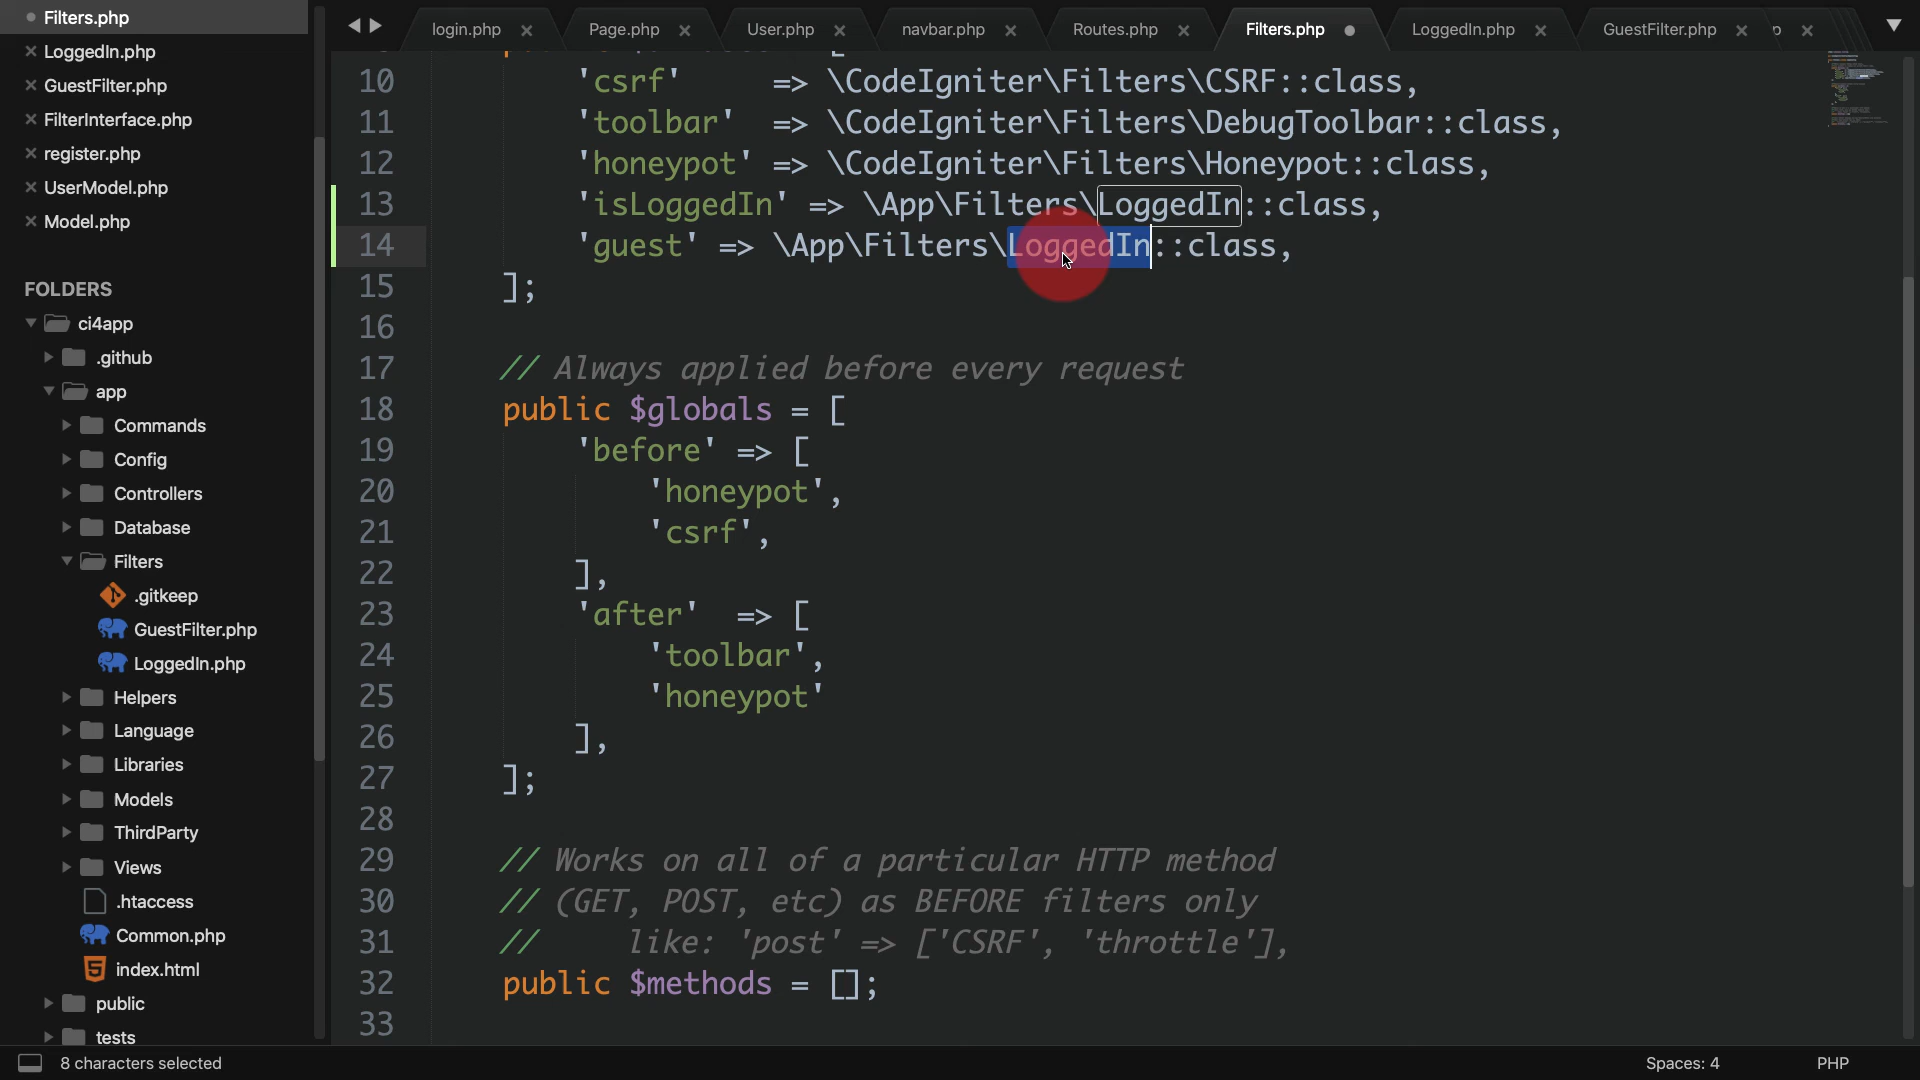 Filters.php
LoggedIn.php
GuestFilter.php
FilterInterface.php
register.php
UserModel.php
Model.php
FOLDERS
ci4app
.github
app
Commands
Config
Controllers
Database
Filters
.gitkeep
GuestFilter.php
LoggedIn.php
Helpers
Language
Libraries
Models
ThirdParty
Views
.htaccess
Common.php
index.html
public
tests
login.php Page.php User.php navbar.php Routes.php Filters.php LoggedIn.php GuestFilter.php
10 'csrf' => \CodeIgniter\Filters\CSRF::class,
11 'toolbar' => \CodeIgniter\Filters\DebugToolbar::class,
12 'honeypot' => \CodeIgniter\Filters\Honeypot::class,
13 'isLoggedIn' => \App\Filters\LoggedIn::class,
14 'guest' => \App\Filters\LoggedIn::class,
15 ];
16
17 // Always applied before every request
18 public $globals = [
19 'before' => [
20 'honeypot',
21 'csrf',
22 ],
23 'after' => [
24 'toolbar',
25 'honeypot'
26 ],
27 ];
28
29 // Works on all of a particular HTTP method
30 // (GET, POST, etc) as BEFORE filters only
31 // like: 'post' => ['CSRF', 'throttle'],
32 public $methods = [];
33
8 characters selected Spaces: 4 PHP